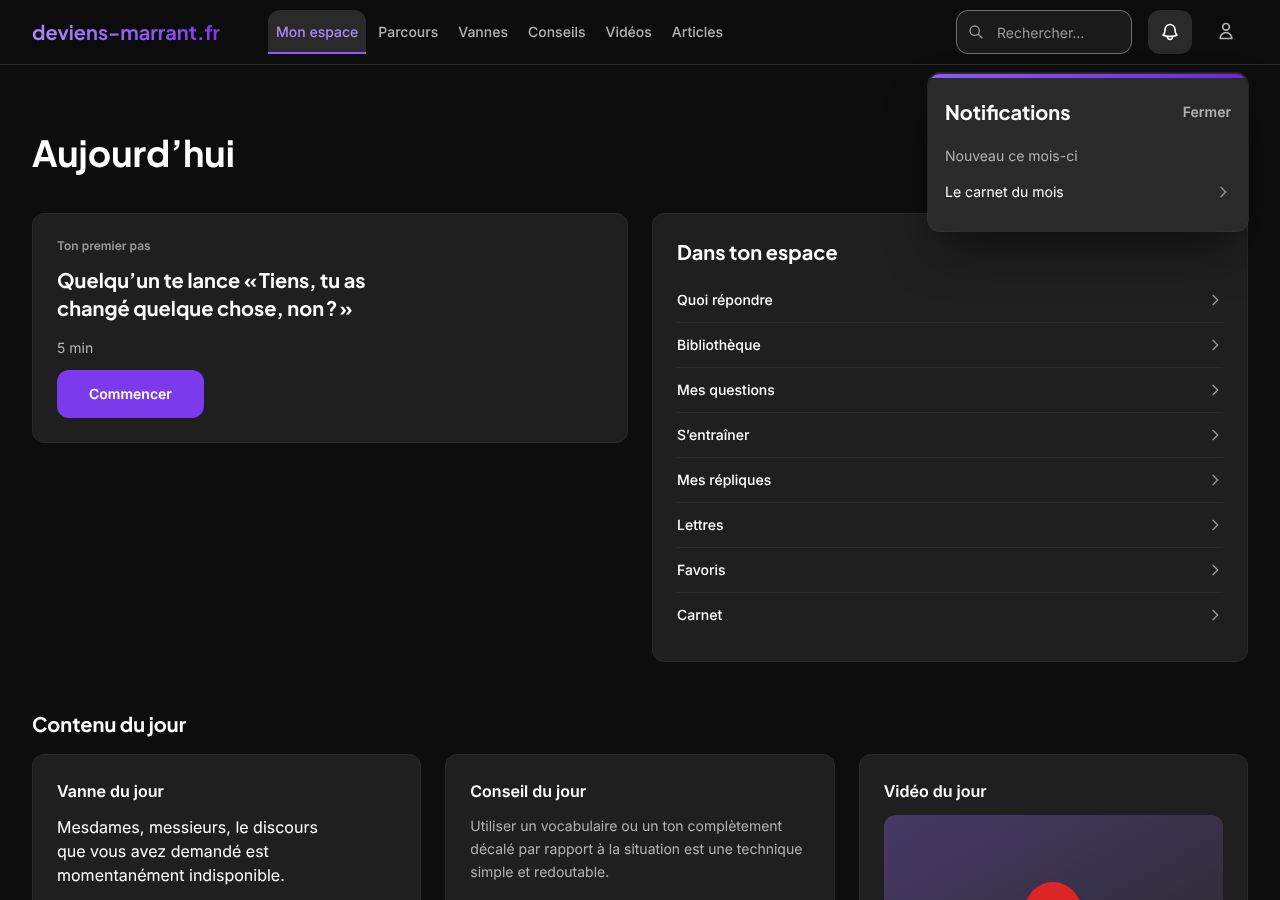 deviens-marrant.fr
Mon espace
Parcours
Vannes
Conseils
Vidéos
Articles
Rechercher...
Notifications
Fermer
Nouveau ce mois-ci
Le carnet du mois
Aujourd’hui
Ton premier pas
Quelqu’un te lance « Tiens, tu as
changé quelque chose, non ? »
5 min
Commencer
Dans ton espace
Quoi répondre
Bibliothèque
Mes questions
S’entraîner
Mes répliques
Lettres
Favoris
Carnet
Contenu du jour
Vanne du jour
Mesdames, messieurs, le discours
que vous avez demandé est
momentanément indisponible.
Conseil du jour
Utiliser un vocabulaire ou un ton complètement
décalé par rapport à la situation est une technique
simple et redoutable.
Vidéo du jour